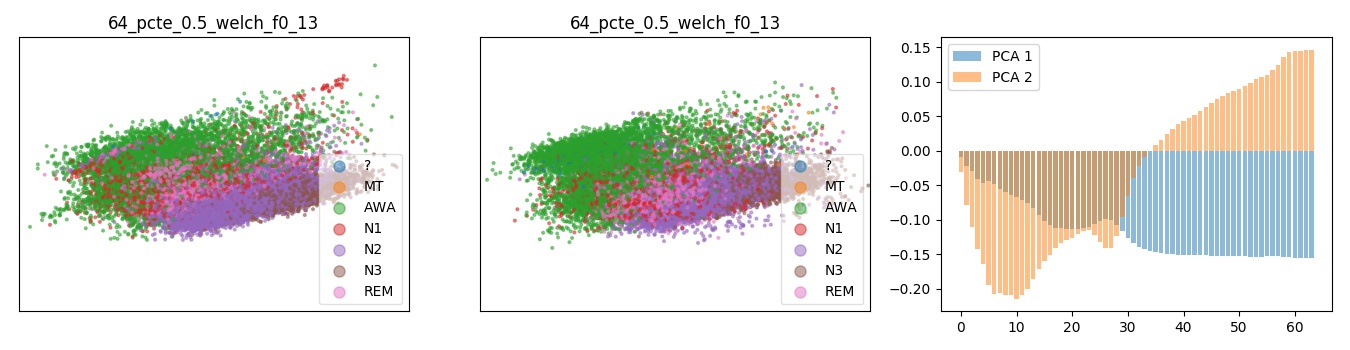 64_pcte_0.5_welch_f0_13
?
MT
AWA
N1
N2
N3
REM
64_pcte_0.5_welch_f0_13
?
MT
AWA
N1
N2
N3
REM
PCA 1
PCA 2
0.15
0.10
0.05
0.00
−0.05
−0.10
−0.15
−0.20
0 10 20 30 40 50 60